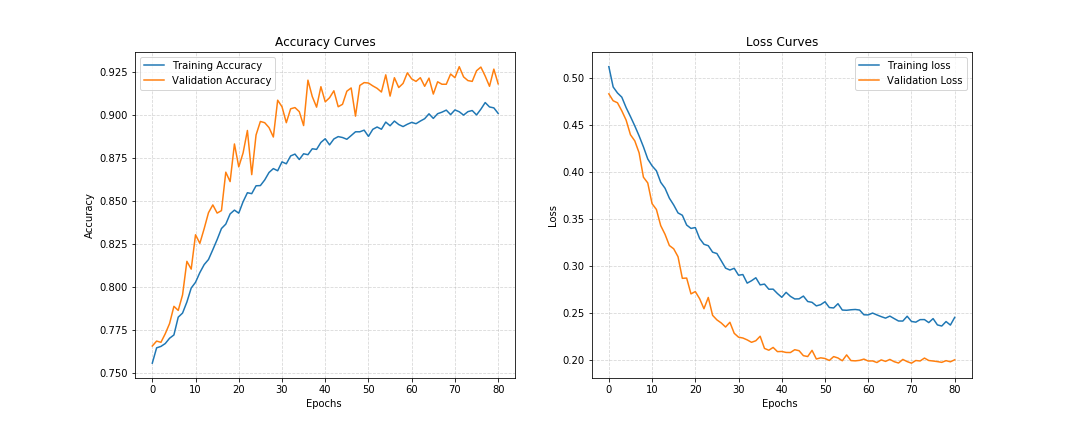 Accuracy Curves
Training Accuracy
Validation Accuracy
0.925
0.900
0.875
0.850
0.825
0.800
0.775
0.750
Accuracy
0 10 20 30 40 50 60 70 80
Epochs
Loss Curves
Training loss
Validation Loss
0.50
0.45
0.40
0.35
0.30
0.25
0.20
Loss
0 10 20 30 40 50 60 70 80
Epochs